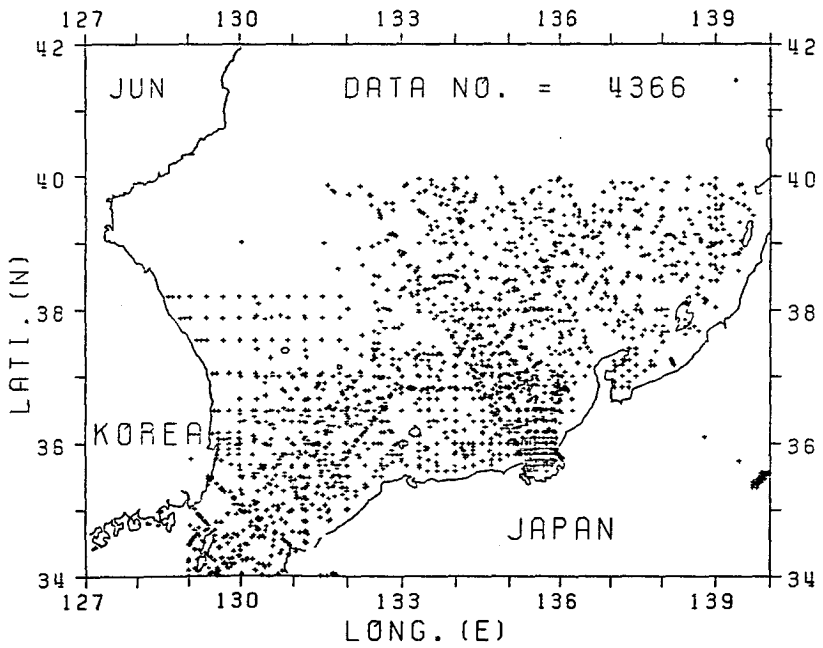 127 130 133 136 139
42 42
JUN DATA NO. = 4366
40 40
38 38
LATI. (N)
KOREA
36 36
JAPAN
34 34
127 130 133 136 139
LONG. (E)